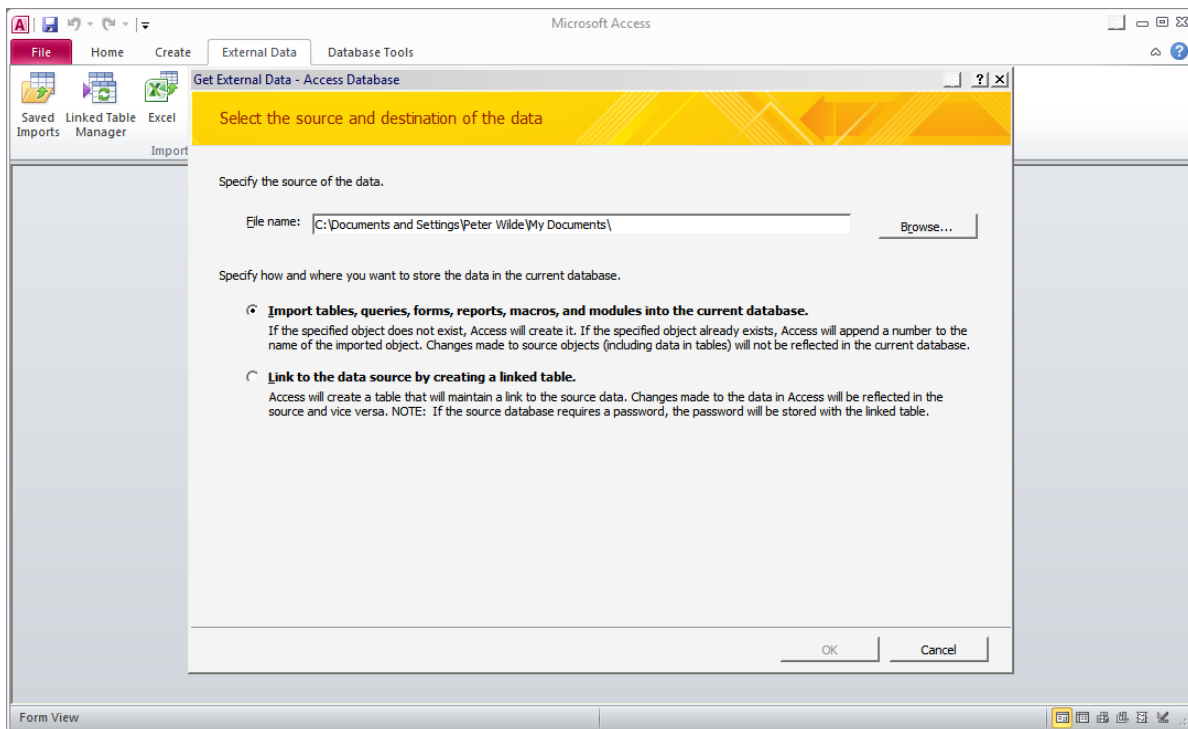 Microsoft Access
File Home Create External Data Database Tools
Get External Data - Access Database
Saved Imports
Linked Table Manager
Excel
Import
Select the source and destination of the data
Specify the source of the data.
File name: C:\Documents and Settings\Peter Wilde\My Documents\ Browse...
Specify how and where you want to store the data in the current database.
Import tables, queries, forms, reports, macros, and modules into the current database.
If the specified object does not exist, Access will create it. If the specified object already exists, Access will append a number to the
name of the imported object. Changes made to source objects (including data in tables) will not be reflected in the current database.
Link to the data source by creating a linked table.
Access will create a table that will maintain a link to the source data. Changes made to the data in Access will be reflected in the
source and vice versa. NOTE: If the source database requires a password, the password will be stored with the linked table.
OK Cancel
Form View